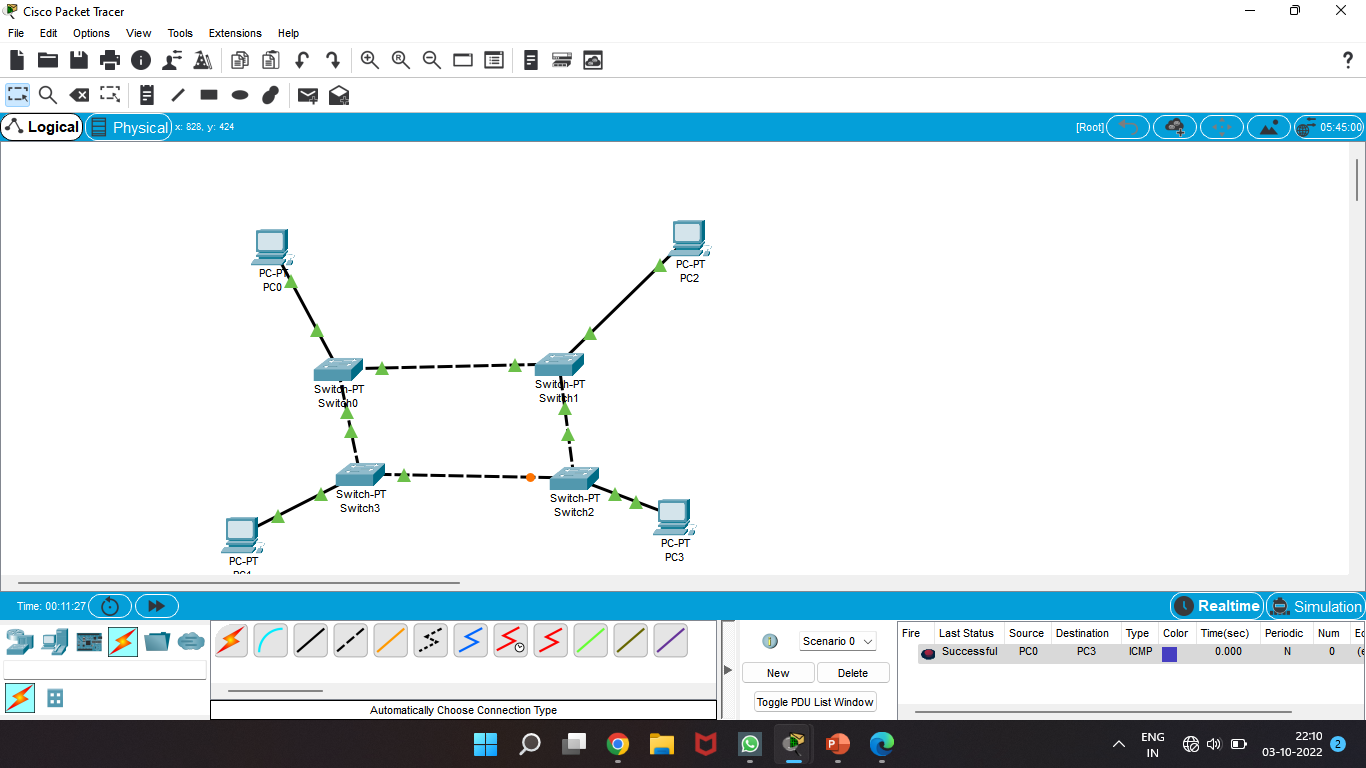 Cisco Packet Tracer
File Edit Options View Tools Extensions Help
R
?
Logical Physical x: 828, y: 424 [Root] 05:45:00
PC-PT
PC0
PC-PT
PC2
Switch-PT
Switch0
Switch-PT
Switch1
Switch-PT
Switch3
Switch-PT
Switch2
PC-PT
PC3
PC-PT
PC1
Time: 00:11:27 Realtime Simulation
Scenario 0
New Delete
Toggle PDU List Window
Automatically Choose Connection Type
Fire Last Status Source Destination Type Color Time(sec) Periodic Num
Successful PC0 PC3 ICMP 0.000 N 0
ENG
IN
22:10
03-10-2022
2